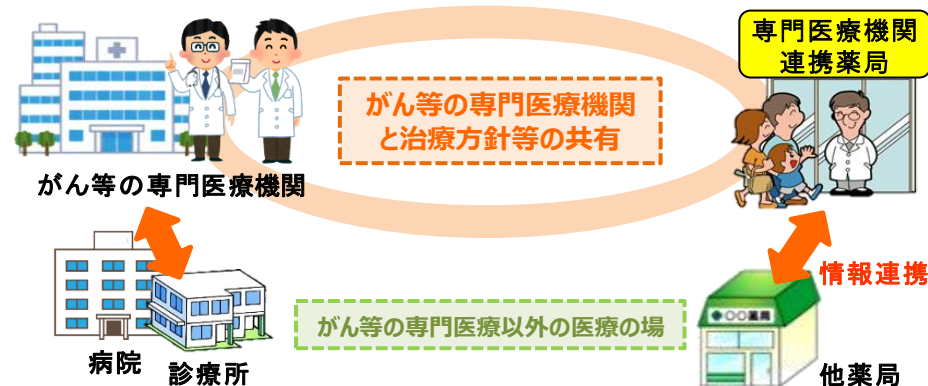 専門医療機関
連携薬局
がん等の専門医療機関
と治療方針等の共有
がん等の専門医療機関
情報連携
がん等の専門医療以外の医療の場
○○薬局
病院
診療所
他薬局